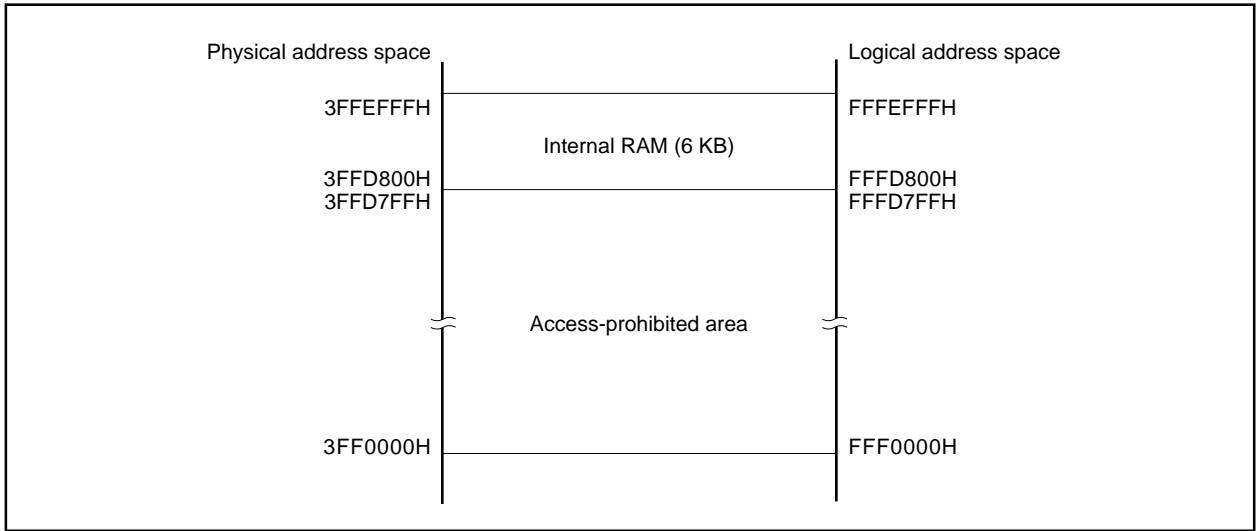 Physical address space
Logical address space
3FFEFFFH
FFFEFFFH
Internal RAM (6 KB)
3FFD800H
FFFD800H
3FFD7FFH
FFFD7FFH
Access-prohibited area
3FF0000H
FFF0000H